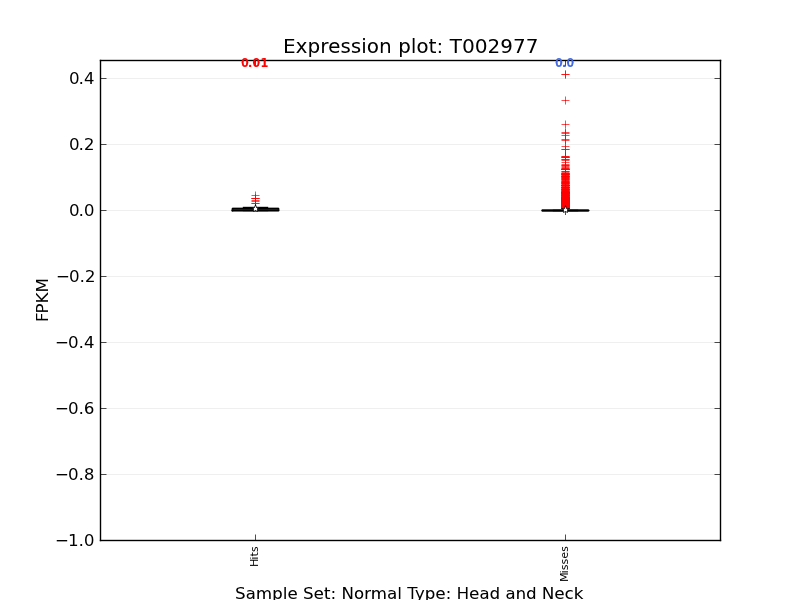 Expression plot: T002977
0.01
0.0
0.4
0.2
0.0
−0.2
−0.4
−0.6
−0.8
−1.0
FPKM
Hits
Misses
Sample Set: Normal Type: Head and Neck